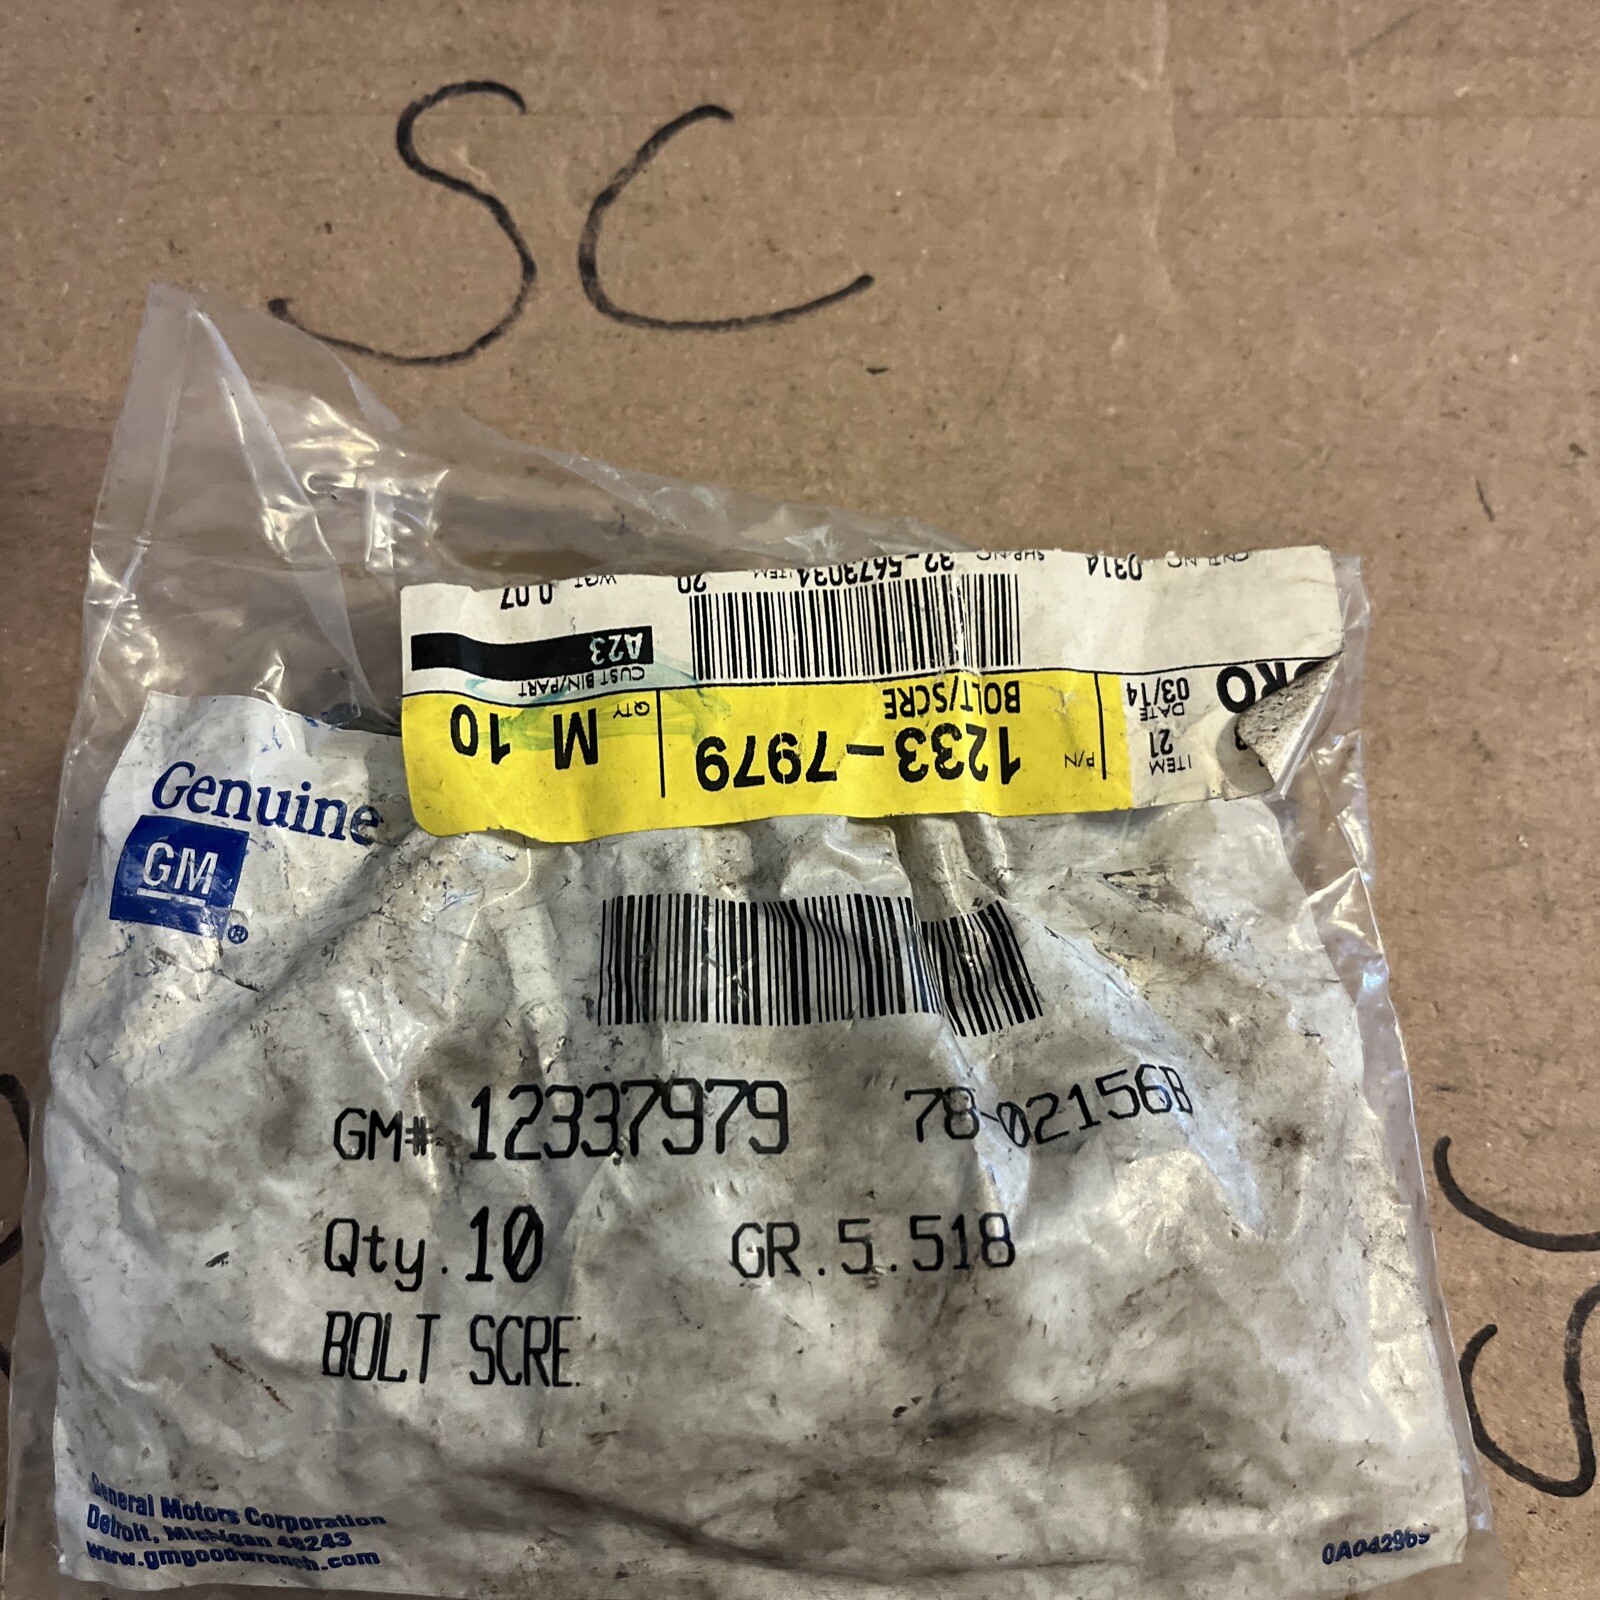 SC
CNTL NO 0314 SHP.NO 32-5673034 ITEM 20 WGT 0.07
A23
CUST BIN/PART
ITEM 21 P/N 1233-7979 QTY M 10
DATE 03/14 BOLT/SCRE
Genuine
GM®
GM# 12337979 78-02156B
Qty. 10 GR.5.518
BOLT SCRE
General Motors Corporation
Detroit, Michigan 48243
www.gmgoodwrench.com
0A042969